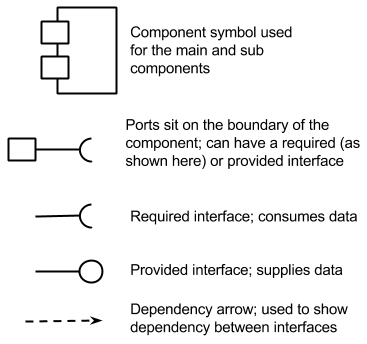 Component symbol used
for the main and sub
components
Ports sit on the boundary of the
component; can have a required (as
shown here) or provided interface
Required interface; consumes data
Provided interface; supplies data
Dependency arrow; used to show
dependency between interfaces